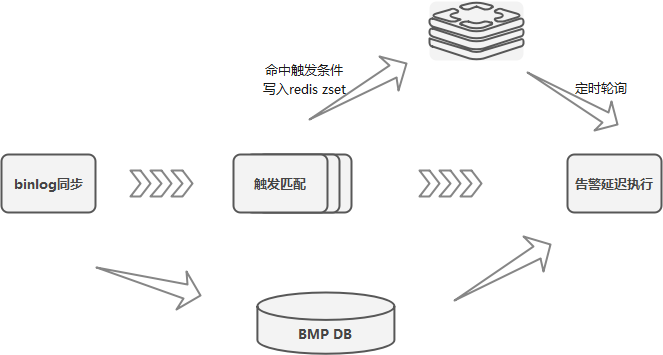 命中触发条件
写入redis zset
定时轮询
binlog同步
触发匹配
告警延迟执行
BMP DB